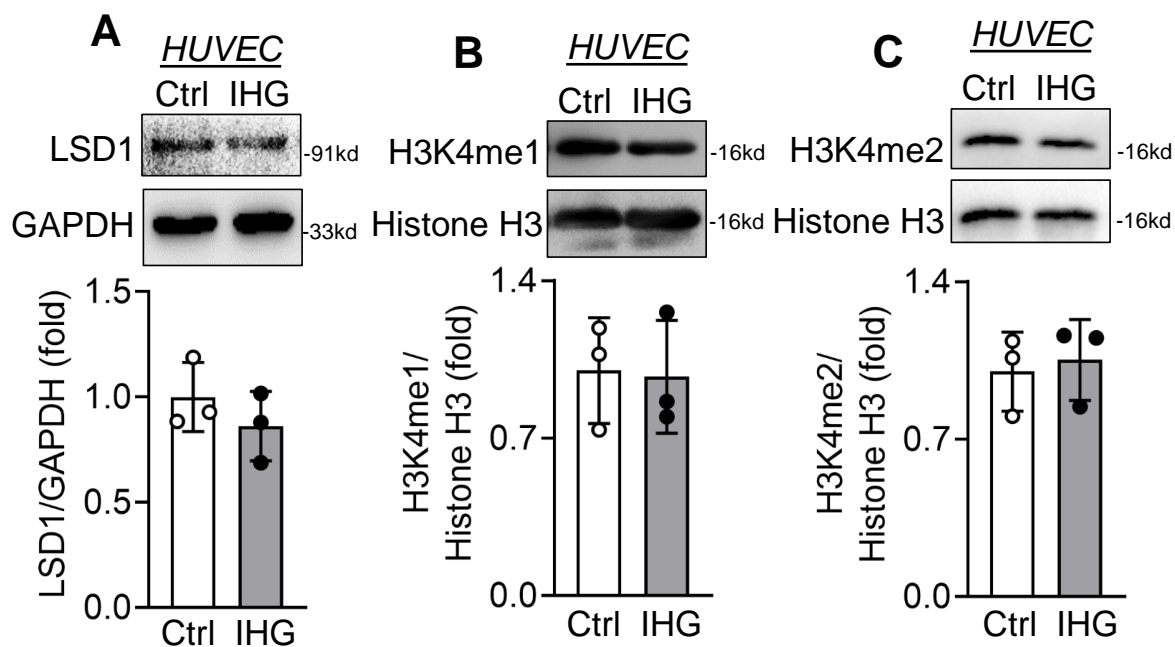 A
HUVEC
Ctrl IHG
LSD1
-91kd
GAPDH
-33kd
LSD1/GAPDH (fold)
1.5
1.0
0.5
0.0
Ctrl IHG
B
HUVEC
Ctrl IHG
H3K4me1
-16kd
Histone H3
-16kd
H3K4me1/
Histone H3 (fold)
1.4
0.7
0.0
Ctrl IHG
C
HUVEC
Ctrl IHG
H3K4me2
-16kd
Histone H3
-16kd
H3K4me2/
Histone H3 (fold)
1.4
0.7
0.0
Ctrl IHG